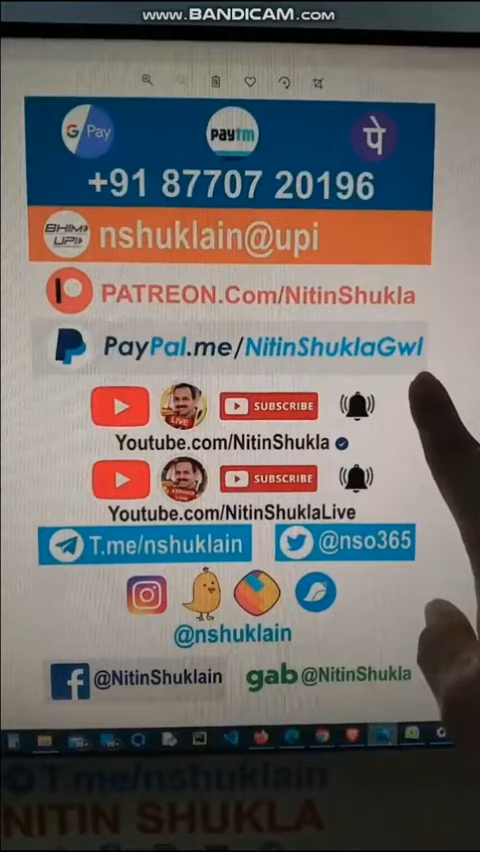 www.BANDICAM.com
G Pay paytm पे
+91 87707 20196
BHIM UPI nshuklain@upi
PATREON.Com/NitinShukla
PayPal.me/NitinShuklaGwl
LIVE SUBSCRIBE
Youtube.com/NitinShukla
SUBSCRIBE
Youtube.com/NitinShuklaLive
T.me/nshuklain @nso365
@nshuklain
@NitinShuklain gab @NitinShukla
T.me/nshuklain
NITIN SHUKLA